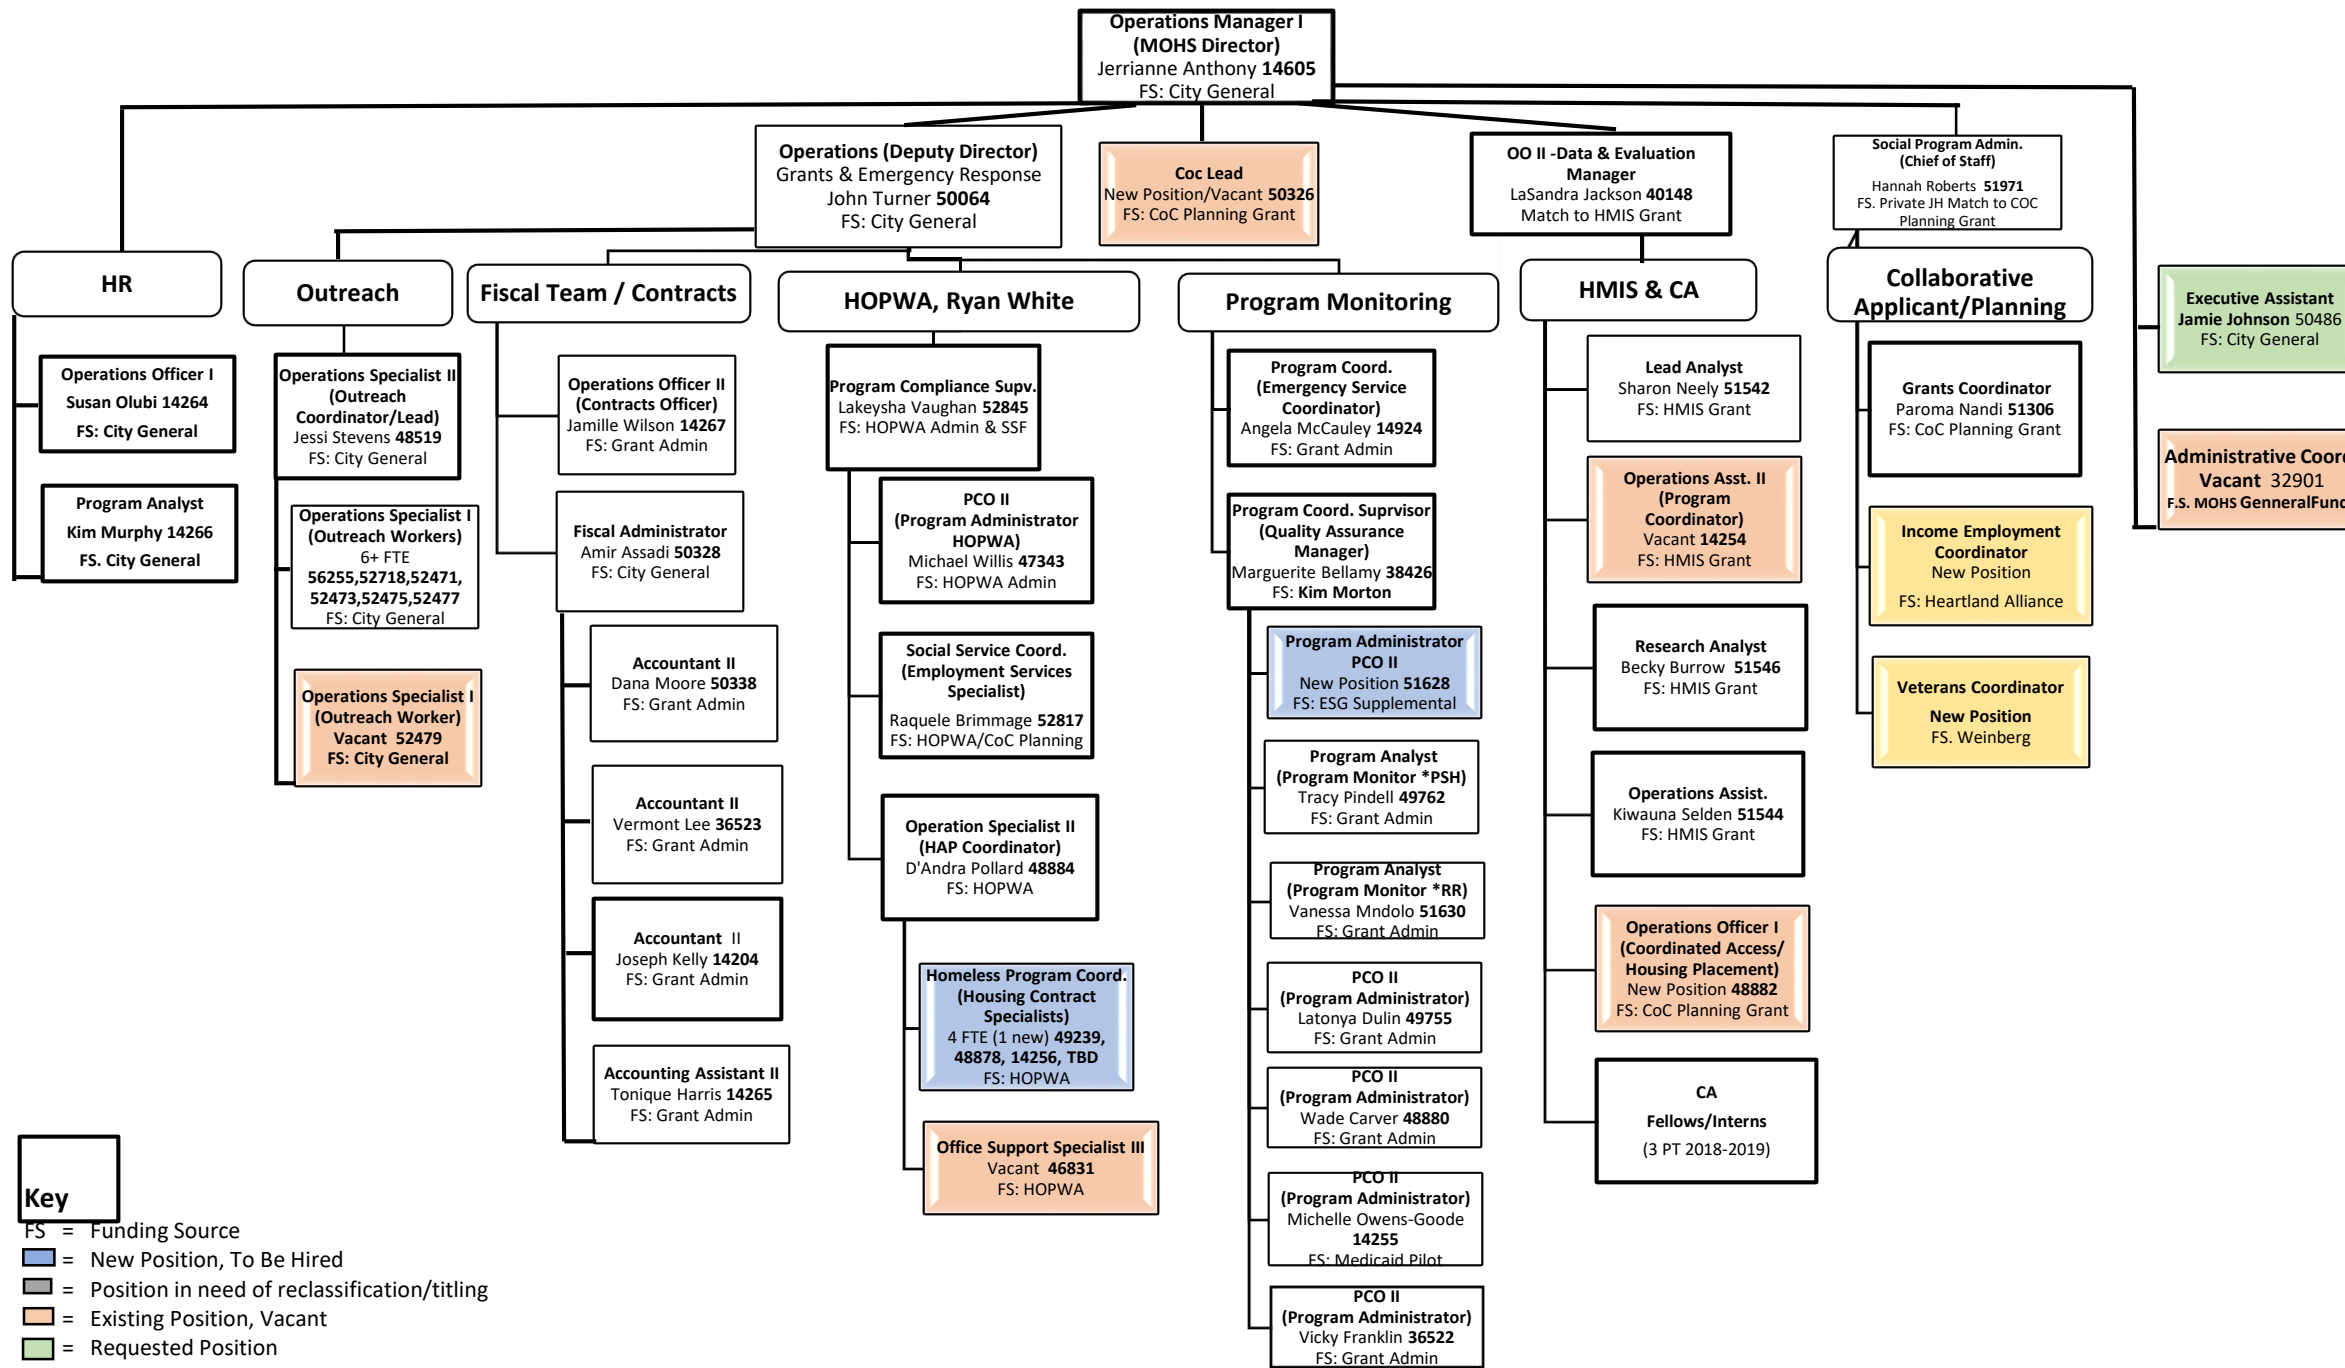 Operations Manager I
(MOHS Director)
Jerrianne Anthony 14605
FS: City General
Operations (Deputy Director)
Grants & Emergency Response
John Turner 50064
FS: City General
Coc Lead
New Position/Vacant 50326
FS: CoC Planning Grant
OO II -Data & Evaluation
Manager
LaSandra Jackson 40148
Match to HMIS Grant
Social Program Admin.
(Chief of Staff)
Hannah Roberts 51971
FS. Private JH Match to COC
Planning Grant
HR
Outreach
Fiscal Team / Contracts
HOPWA, Ryan White
Program Monitoring
HMIS & CA
Collaborative
Applicant/Planning
Executive Assistant
Jamie Johnson 50486
FS: City General
Administrative Coord
Vacant 32901
F.S. MOHS GenneralFund
Operations Officer I
Susan Olubi 14264
FS: City General
Program Analyst
Kim Murphy 14266
FS. City General
Operations Specialist II
(Outreach
Coordinator/Lead)
Jessi Stevens 48519
FS: City General
Operations Specialist I
(Outreach Workers)
6+ FTE
56255,52718,52471,
52473,52475,52477
FS: City General
Operations Specialist I
(Outreach Worker)
Vacant 52479
FS: City General
Operations Officer II
(Contracts Officer)
Jamille Wilson 14267
FS: Grant Admin
Fiscal Administrator
Amir Assadi 50328
FS: City General
Accountant II
Dana Moore 50338
FS: Grant Admin
Accountant II
Vermont Lee 36523
FS: Grant Admin
Accountant II
Joseph Kelly 14204
FS: Grant Admin
Accounting Assistant II
Tonique Harris 14265
FS: Grant Admin
Program Compliance Supv.
Lakeysha Vaughan 52845
FS: HOPWA Admin & SSF
PCO II
(Program Administrator
HOPWA)
Michael Willis 47343
FS: HOPWA Admin
Social Service Coord.
(Employment Services
Specialist)
Raquele Brimmage 52817
FS: HOPWA/CoC Planning
Operation Specialist II
(HAP Coordinator)
D'Andra Pollard 48884
FS: HOPWA
Homeless Program Coord.
(Housing Contract
Specialists)
4 FTE (1 new) 49239,
48878, 14256, TBD
FS: HOPWA
Office Support Specialist III
Vacant 46831
FS: HOPWA
Program Coord.
(Emergency Service
Coordinator)
Angela McCauley 14924
FS: Grant Admin
Program Coord. Suprvisor
(Quality Assurance
Manager)
Marguerite Bellamy 38426
FS: Kim Morton
Program Administrator
PCO II
New Position 51628
FS: ESG Supplemental
Program Analyst
(Program Monitor *PSH)
Tracy Pindell 49762
FS: Grant Admin
Program Analyst
(Program Monitor *RR)
Vanessa Mndolo 51630
FS: Grant Admin
PCO II
(Program Administrator)
Latonya Dulin 49755
FS: Grant Admin
PCO II
(Program Administrator)
Wade Carver 48880
FS: Grant Admin
PCO II
(Program Administrator)
Michelle Owens-Goode
14255
FS: Medicaid Pilot
PCO II
(Program Administrator)
Vicky Franklin 36522
FS: Grant Admin
Lead Analyst
Sharon Neely 51542
FS: HMIS Grant
Operations Asst. II
(Program
Coordinator)
Vacant 14254
FS: HMIS Grant
Research Analyst
Becky Burrow 51546
FS: HMIS Grant
Operations Assist.
Kiwauna Selden 51544
FS: HMIS Grant
Operations Officer I
(Coordinated Access/
Housing Placement)
New Position 48882
FS: CoC Planning Grant
CA
Fellows/Interns
(3 PT 2018-2019)
Grants Coordinator
Paroma Nandi 51306
FS: CoC Planning Grant
Income Employment
Coordinator
New Position
FS: Heartland Alliance
Veterans Coordinator
New Position
FS. Weinberg
Key
FS = Funding Source
= New Position, To Be Hired
= Position in need of reclassification/titling
= Existing Position, Vacant
= Requested Position